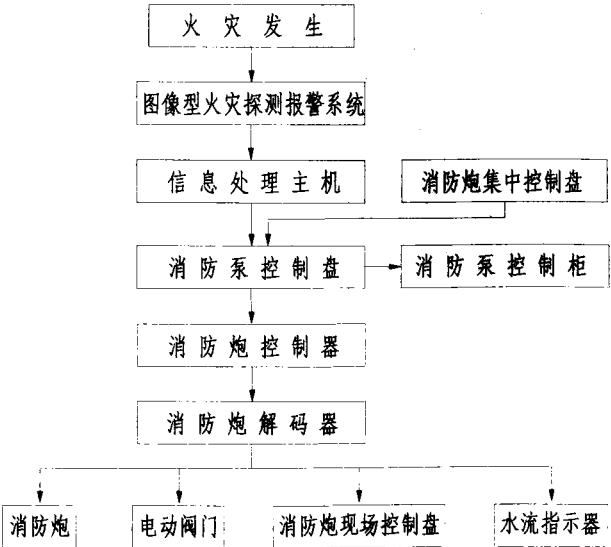 火灾发生
图像型火灾探测报警系统
信息处理主机
消防炮集中控制盘
消防泵控制盘
消防泵控制柜
消防炮控制器
消防炮解码器
消防炮
电动阀门
消防炮现场控制盘
水流指示器